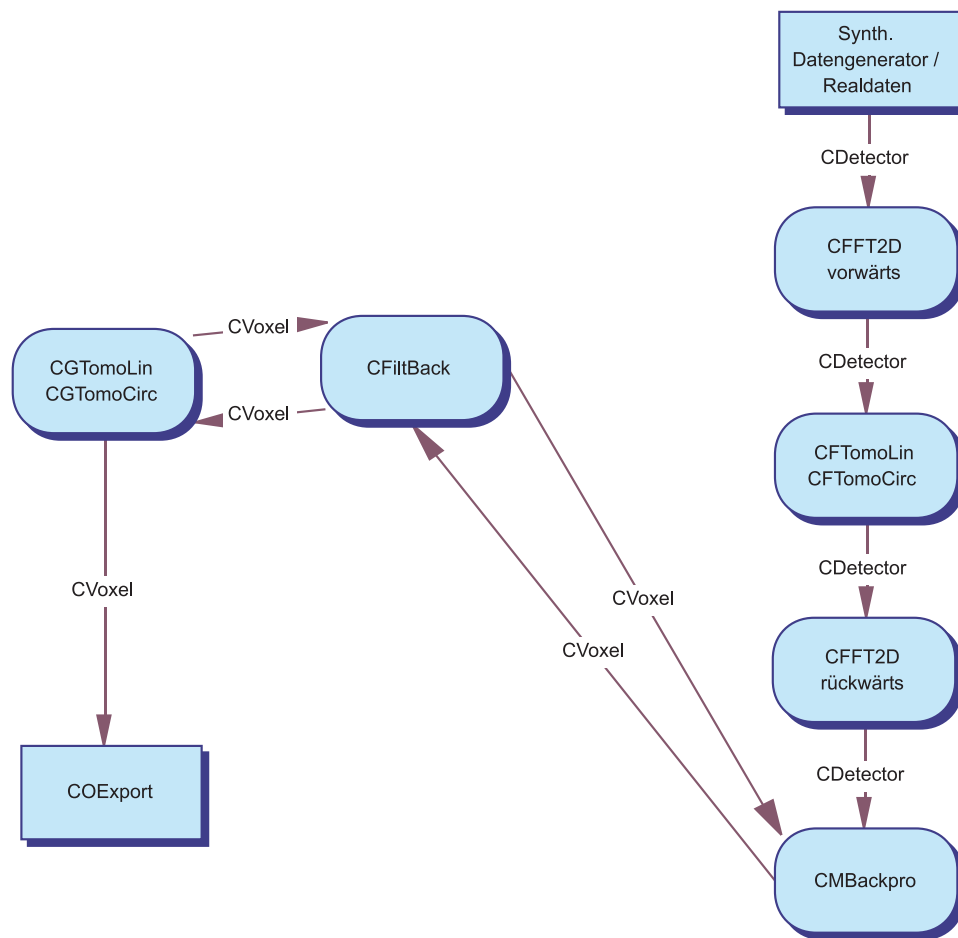 Synth.
Datengenerator /
Realdaten
CDetector
CFFT2D
vorwärts
CDetector
CFTomoLin
CFTomoCirc
CDetector
CFFT2D
rückwärts
CDetector
CMBackpro
CVoxel
CVoxel
CFiltBack
CVoxel
CVoxel
CGTomoLin
CGTomoCirc
CVoxel
COExport